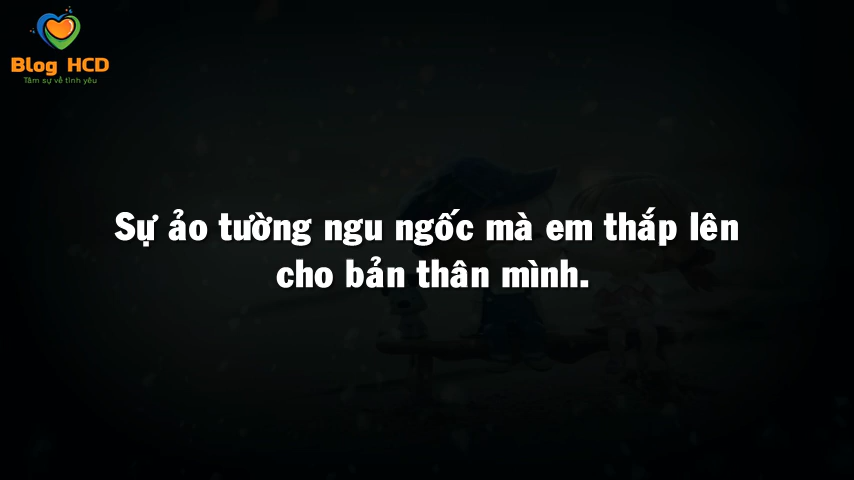 Blog HCD
Tâm sự về tình yêu
Sự ảo tường ngu ngốc mà em thắp lên
cho bản thân mình.